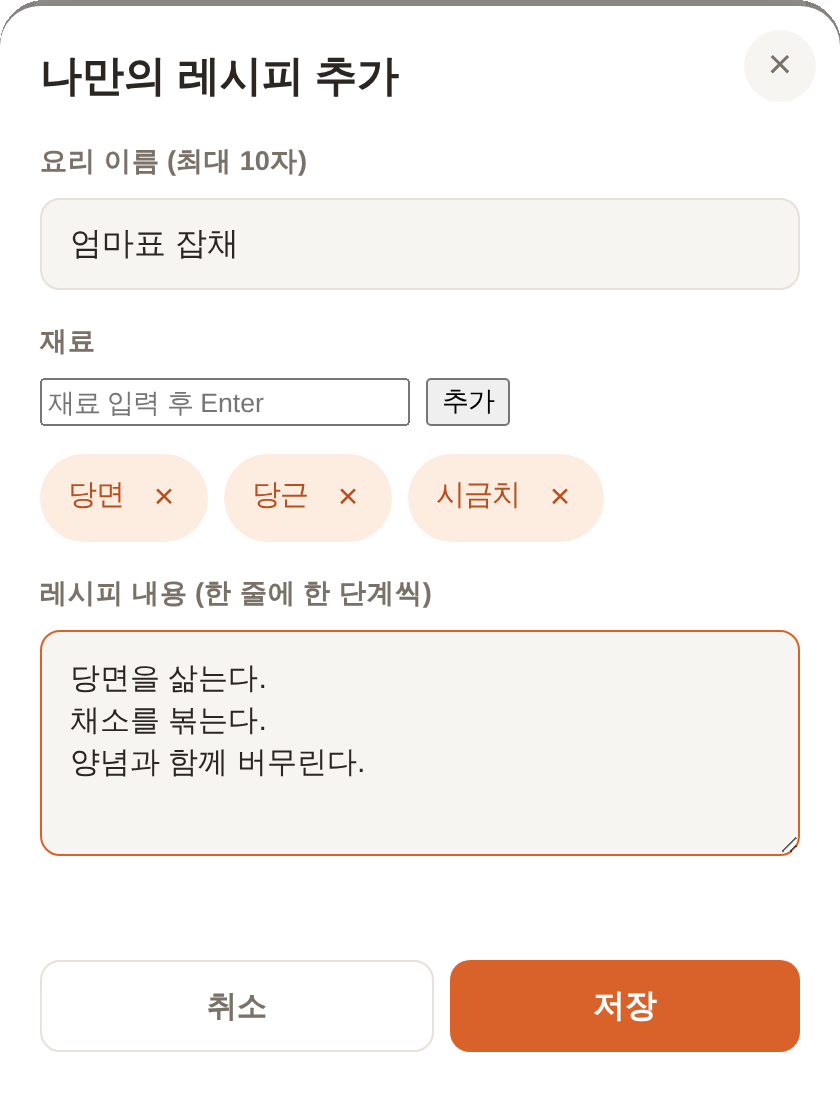 나만의 레시피 추가
✕
요리 이름 (최대 10자)
엄마표 잡채
재료
재료 입력 후 Enter 추가
당면 ✕ 당근 ✕ 시금치 ✕
레시피 내용 (한 줄에 한 단계씩)
당면을 삶는다.
채소를 볶는다.
양념과 함께 버무린다.
취소 저장